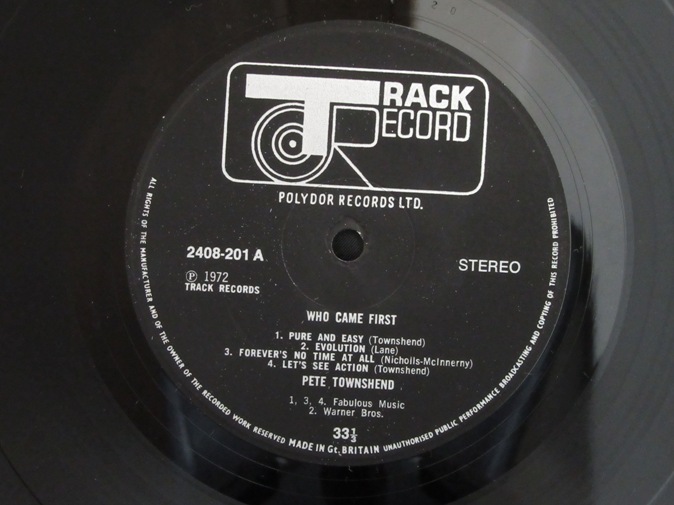 TRACK
RECORD
POLYDOR RECORDS LTD.
2408-201 A
STEREO
Ⓟ 1972
TRACK RECORDS
WHO CAME FIRST
1. PURE AND EASY (Townshend)
2. EVOLUTION (Lane)
3. FOREVER'S NO TIME AT ALL (Nicholls-McInnerny)
4. LET'S SEE ACTION (Townshend)
PETE TOWNSHEND
1, 3, 4. Fabulous Music
2. Warner Bros.
33⅓
ALL RIGHTS OF THE MANUFACTURER AND OF THE OWNER OF THE RECORDED WORK RESERVED MADE IN Gt. BRITAIN UNAUTHORISED PUBLIC PERFORMANCE BROADCASTING AND COPYING OF THIS RECORD PROHIBITED